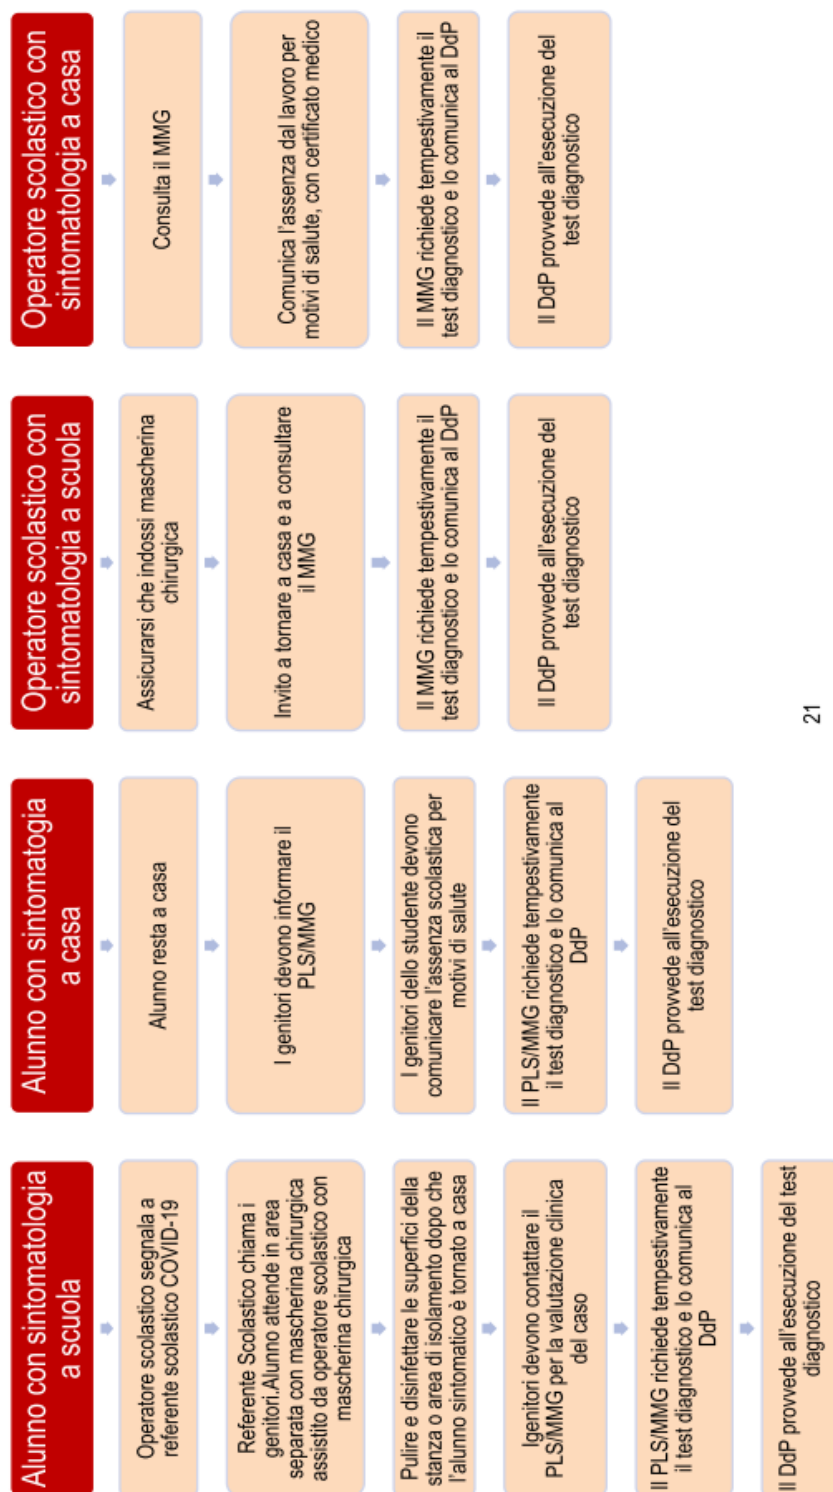 Alunno con sintomatologia
a scuola
Operatore scolastico segnala a
referente scolastico COVID-19
Referente Scolastico chiama i
genitori.Alunno attende in area
separata con mascherina chirurgica
assistito da operatore scolastico con
mascherina chirurgica
Pulire e disinfettare le superfici della
stanza o area di isolamento dopo che
l'alunno sintomatico è tornato a casa
Igenitori devono contattare il
PLS/MMG per la valutazione clinica
del caso
Il PLS/MMG richiede tempestivamente
il test diagnostico e lo comunica al
DdP
Il DdP provvede all'esecuzione del test
diagnostico
Alunno con sintomatogia
a casa
Alunno resta a casa
I genitori devono informare il
PLS/MMG
I genitori dello studente devono
comunicare l'assenza scolastica per
motivi di salute
Il PLS/MMG richiede tempestivamente
il test diagnostico e lo comunica al
DdP
Il DdP provvede all'esecuzione del
test diagnostico
Operatore scolastico con
sintomatologia a scuola
Assicurarsi che indossi mascherina
chirurgica
Invito a tornare a casa e a consultare
il MMG
Il MMG richiede tempestivamente il
test diagnostico e lo comunica al DdP
Il DdP provvede all'esecuzione del
test diagnostico
Operatore scolastico con
sintomatologia a casa
Consulta il MMG
Comunica l'assenza dal lavoro per
motivi di salute, con certificato medico
Il MMG richiede tempestivamente il
test diagnostico e lo comunica al DdP
Il DdP provvede all'esecuzione del
test diagnostico
21